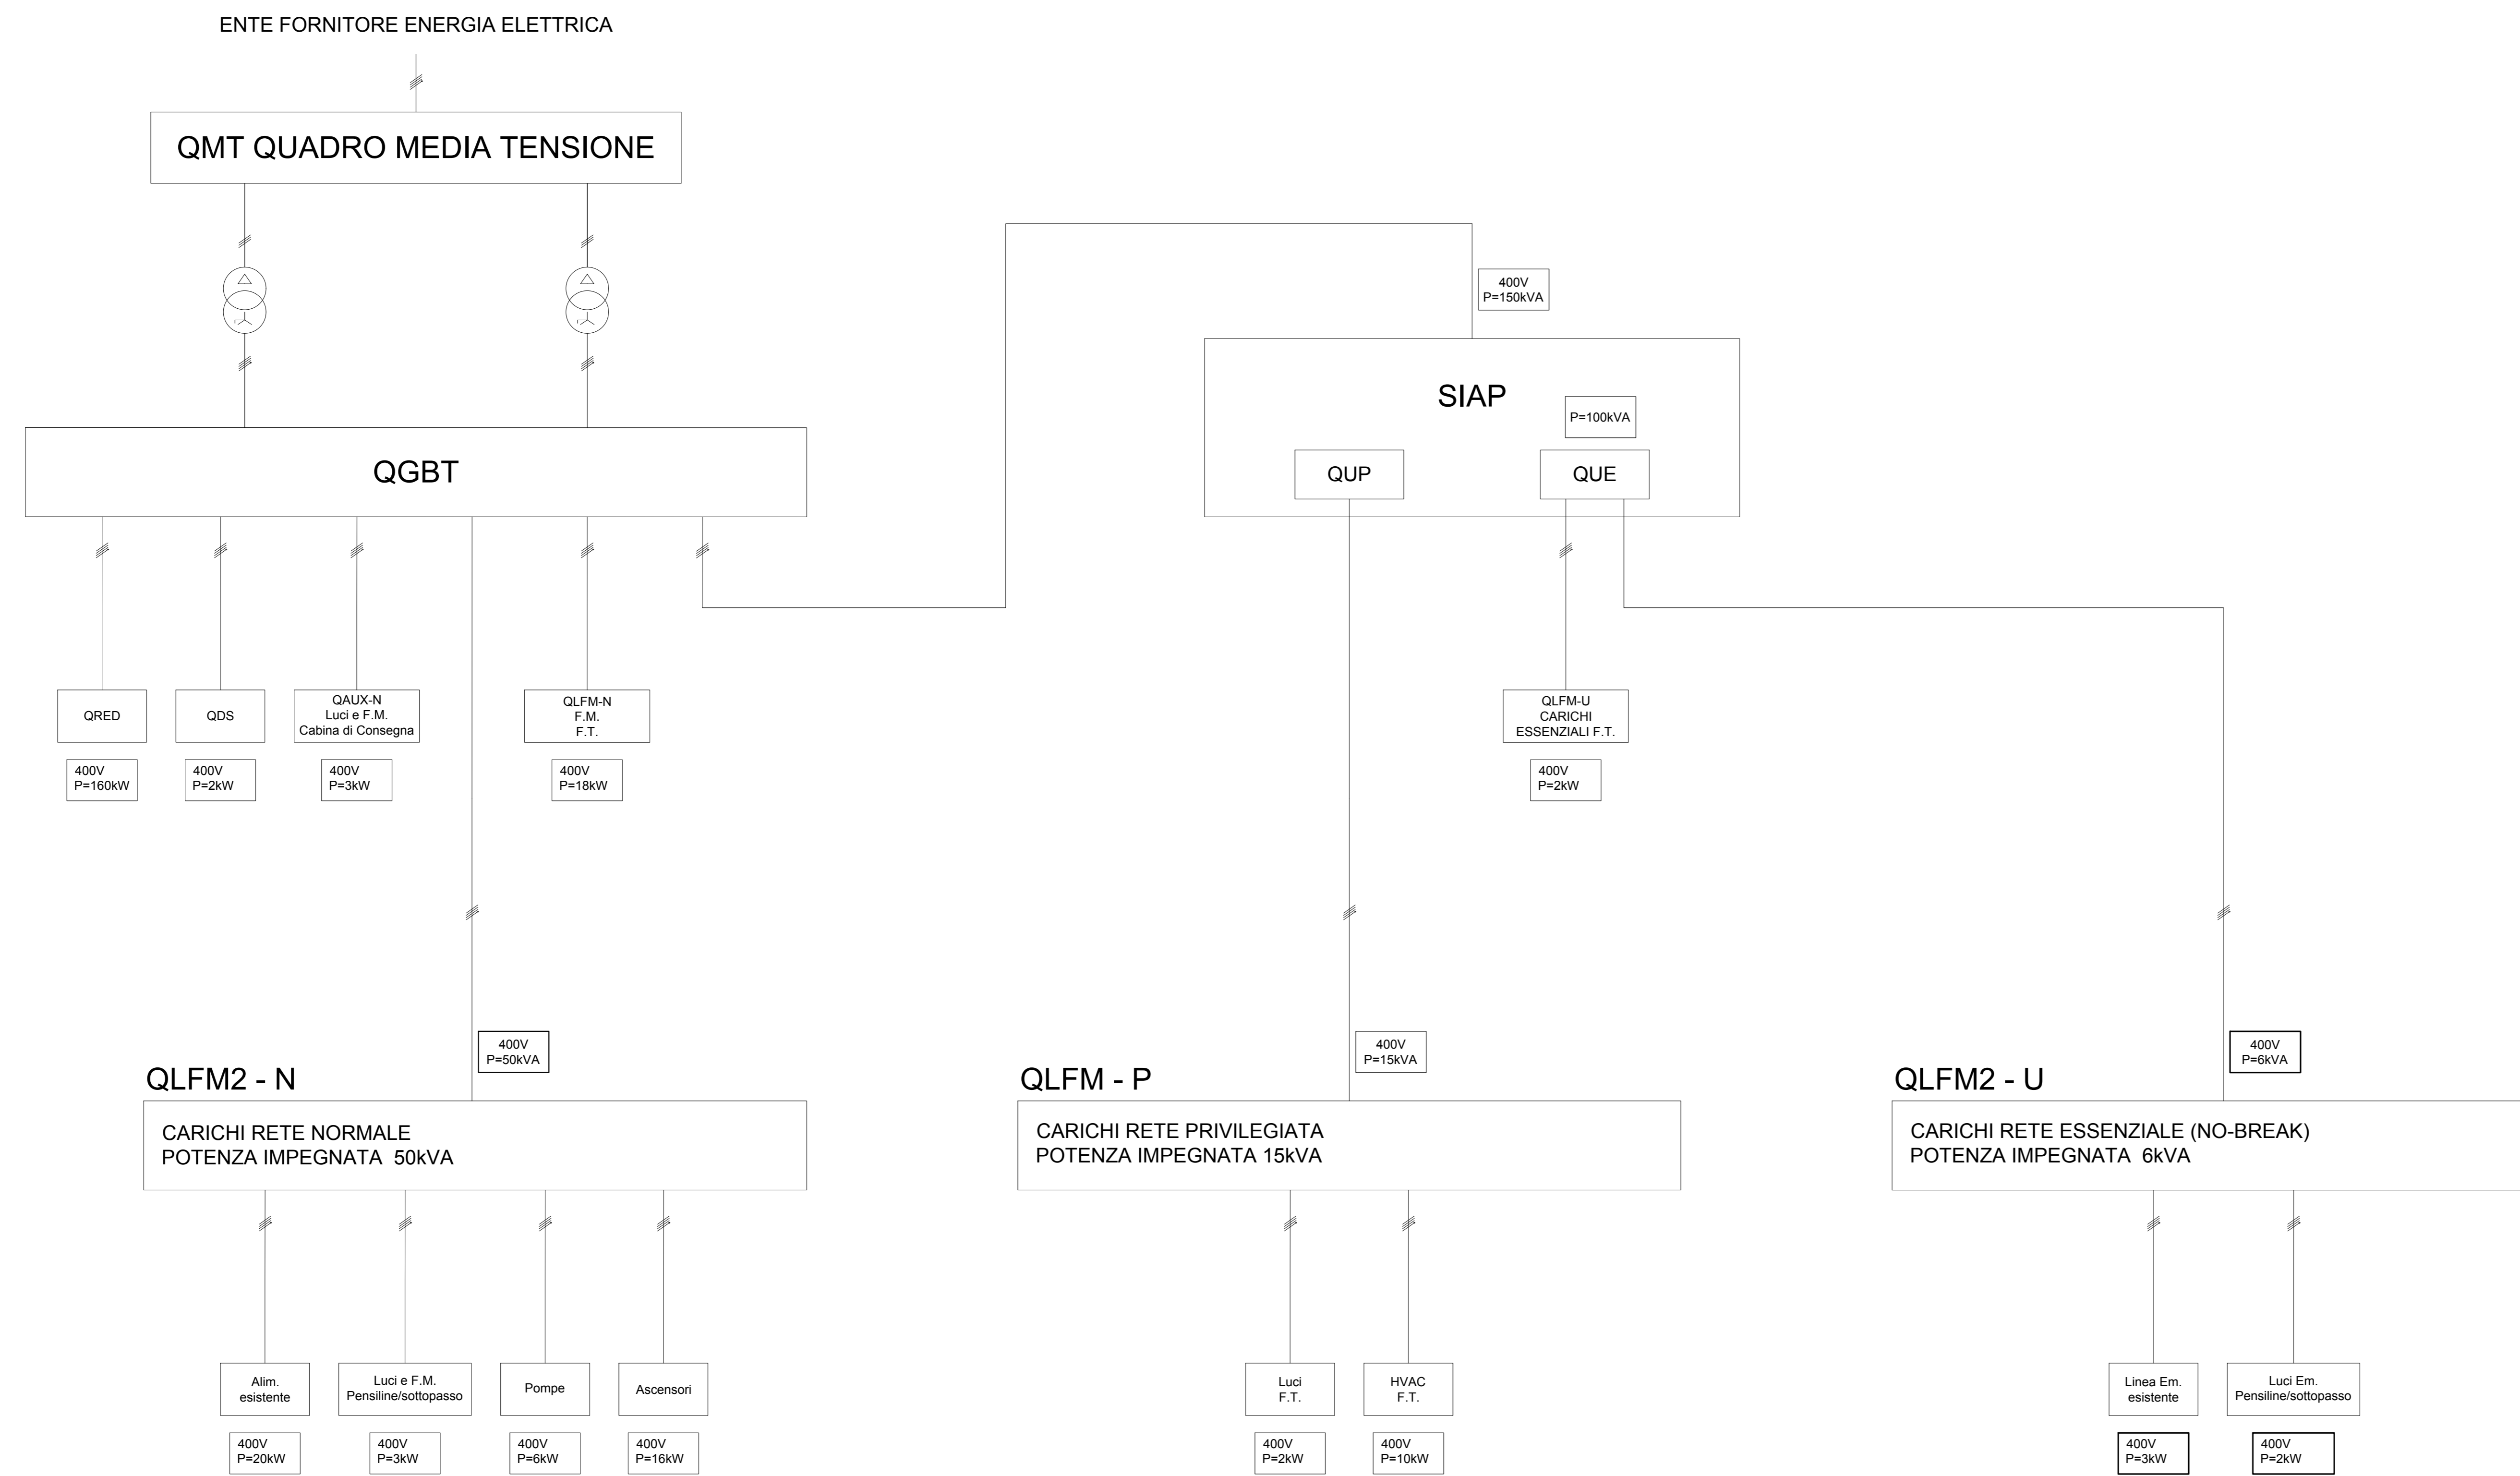 ENTE FORNITORE ENERGIA ELETTRICA
QMT QUADRO MEDIA TENSIONE
400V
P=150kVA
SIAP
P=100kVA
QGBT
QUP
QUE
QRED
QDS
QAUX-N
Luci e F.M.
Cabina di Consegna
QLFM-N
F.M.
F.T.
QLFM-U
CARICHI
ESSENZIALI F.T.
400V
P=160kW
400V
P=2kW
400V
P=3kW
400V
P=18kW
400V
P=2kW
400V
P=50kVA
400V
P=15kVA
400V
P=6kVA
QLFM2 - N
QLFM - P
QLFM2 - U
CARICHI RETE NORMALE
POTENZA IMPEGNATA  50kVA
CARICHI RETE PRIVILEGIATA
POTENZA IMPEGNATA 15kVA
CARICHI RETE ESSENZIALE (NO-BREAK)
POTENZA IMPEGNATA  6kVA
Alim.
esistente
Luci e F.M.
Pensiline/sottopasso
Pompe
Ascensori
Luci
F.T.
HVAC
F.T.
Linea Em.
esistente
Luci Em.
Pensiline/sottopasso
400V
P=20kW
400V
P=3kW
400V
P=6kW
400V
P=16kW
400V
P=2kW
400V
P=10kW
400V
P=3kW
400V
P=2kW